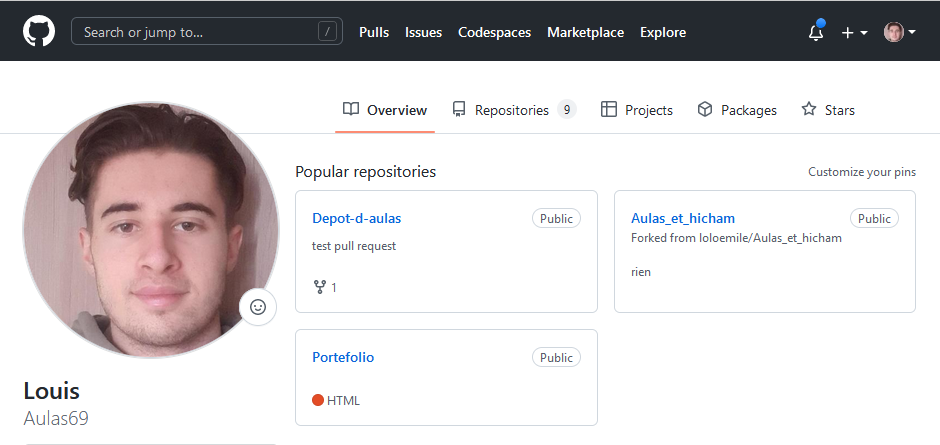 Search or jump to... / Pulls Issues Codespaces Marketplace Explore
Overview Repositories 9 Projects Packages Stars
Popular repositories Customize your pins
Depot-d-aulas Public
test pull request
1
Aulas_et_hicham Public
Forked from loloemile/Aulas_et_hicham
rien
Portefolio Public
HTML
Louis
Aulas69